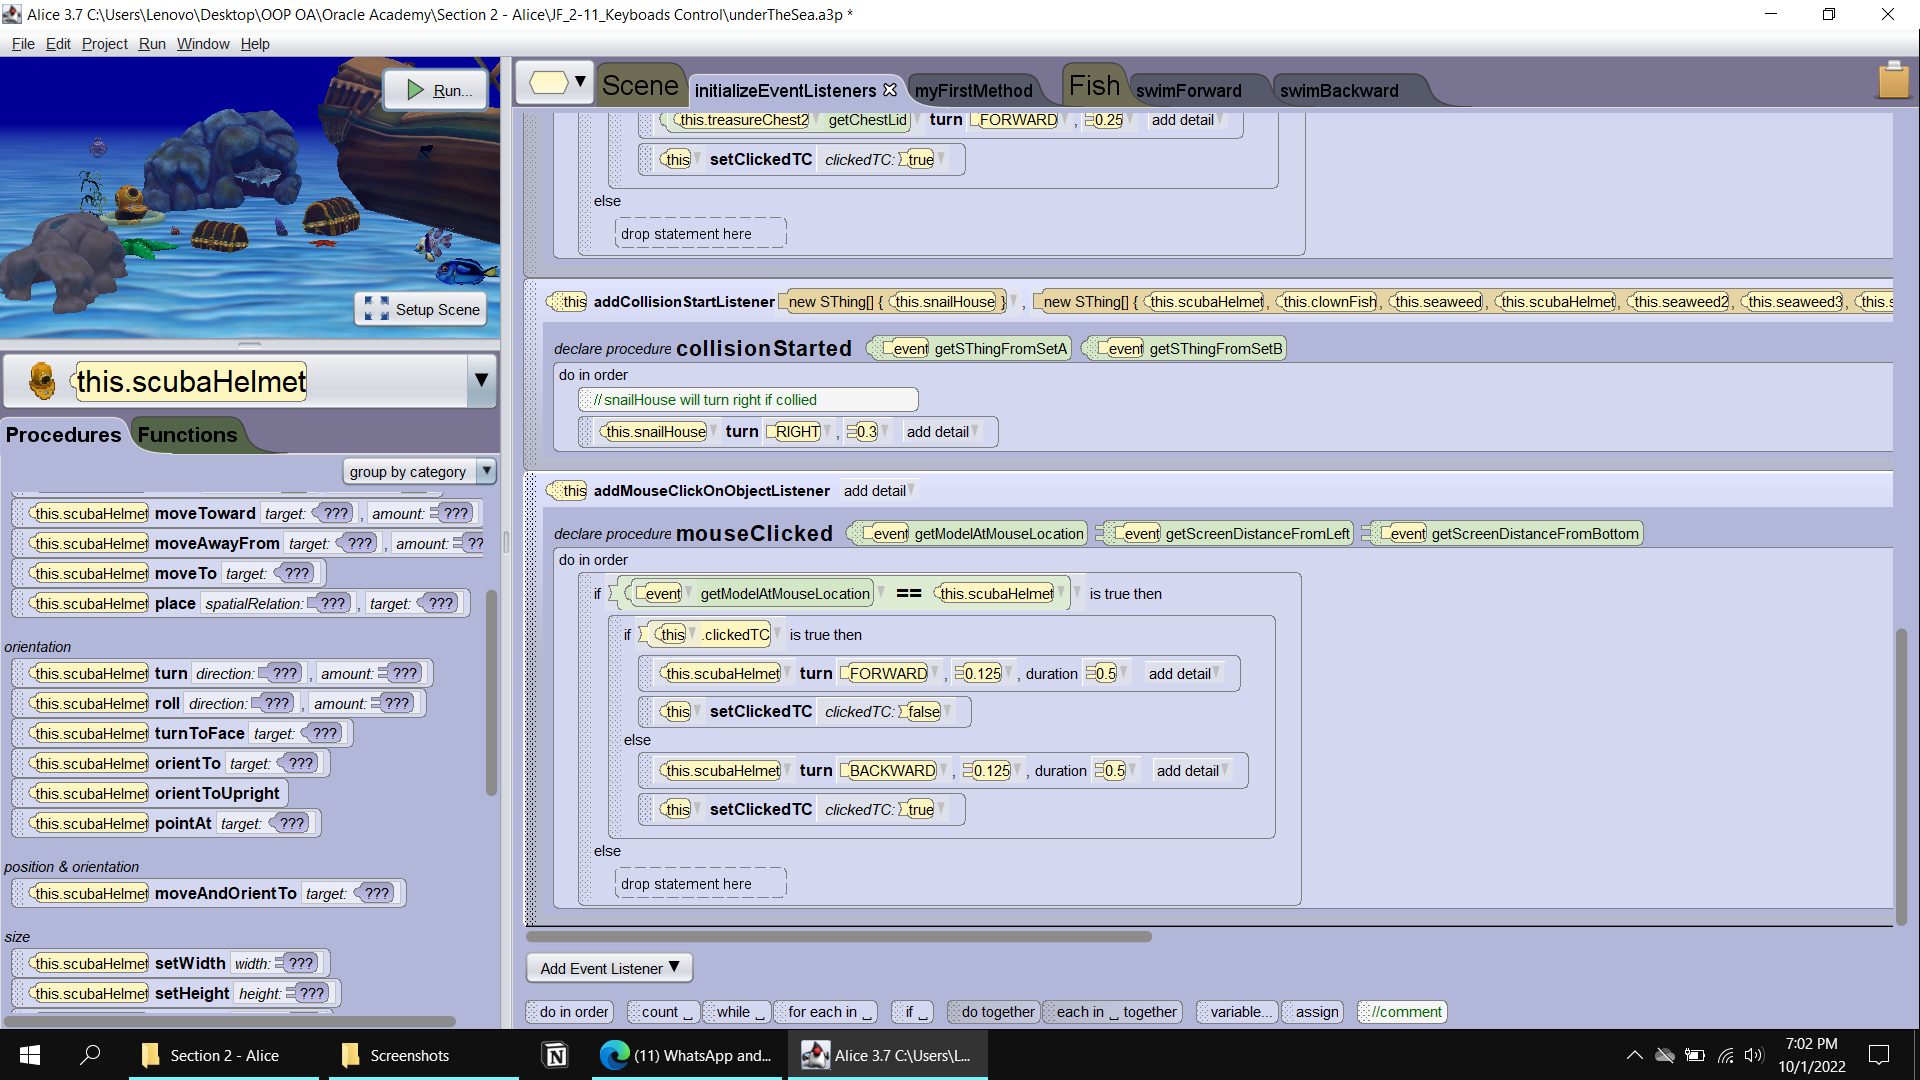 Alice 3.7 C:\Users\Lenovo\Desktop\OOP OA\Oracle Academy\Section 2 - Alice\JF_2-11_Keyboads Control\underTheSea.a3p *
File Edit Project Run Window Help
Run...
Setup Scene
this.scubaHelmet
Procedures Functions
group by category
this.scubaHelmet moveToward target: ??? , amount: ???
this.scubaHelmet moveAwayFrom target: ??? , amount: ??
this.scubaHelmet moveTo target: ???
this.scubaHelmet place spatialRelation: ??? , target: ???
orientation
this.scubaHelmet turn direction: ??? , amount: ???
this.scubaHelmet roll direction: ??? , amount: ???
this.scubaHelmet turnToFace target: ???
this.scubaHelmet orientTo target: ???
this.scubaHelmet orientToUpright
this.scubaHelmet pointAt target: ???
position & orientation
this.scubaHelmet moveAndOrientTo target: ???
size
this.scubaHelmet setWidth width: ???
this.scubaHelmet setHeight height: ???
Scene initializeEventListeners myFirstMethod Fish swimForward swimBackward
this.treasureChest2 getChestLid turn FORWARD , 0.25 add detail
this setClickedTC clickedTC: true
else
drop statement here
this addCollisionStartListener new SThing[] { this.snailHouse } , new SThing[] { this.scubaHelmet , this.clownFish , this.seaweed , this.scubaHelmet , this.seaweed2 , this.seaweed3 , this.s
declare procedure collisionStarted event getSThingFromSetA event getSThingFromSetB
do in order
//snailHouse will turn right if collied
this.snailHouse turn RIGHT , 0.3 add detail
this addMouseClickOnObjectListener add detail
declare procedure mouseClicked event getModelAtMouseLocation event getScreenDistanceFromLeft event getScreenDistanceFromBottom
do in order
if event getModelAtMouseLocation == this.scubaHelmet is true then
if this .clickedTC is true then
this.scubaHelmet turn FORWARD , 0.125 , duration 0.5 add detail
this setClickedTC clickedTC: false
else
this.scubaHelmet turn BACKWARD , 0.125 , duration 0.5 add detail
this setClickedTC clickedTC: true
else
drop statement here
Add Event Listener
do in order count _ while _ for each in _ if _ do together each in _ together variable... assign //comment
Section 2 - Alice Screenshots (11) WhatsApp and... Alice 3.7 C:\Users\L...
7:02 PM
10/1/2022